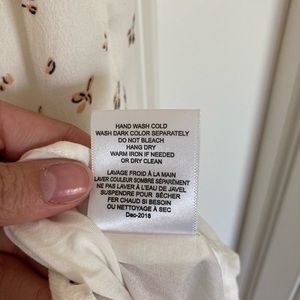 HAND WASH COLD
WASH DARK COLOR SEPARATELY
DO NOT BLEACH
HANG DRY
WARM IRON IF NEEDED
OR DRY CLEAN
LAVAGE FROID À LA MAIN
LAVER COULEUR SOMBRE SÉPARÉMENT
NE PAS LAVER À L'EAU DE JAVEL
SUSPENDRE POUR SÉCHER
FER CHAUD SI BESOIN
OU NETTOYAGE À SEC
Dec-2018